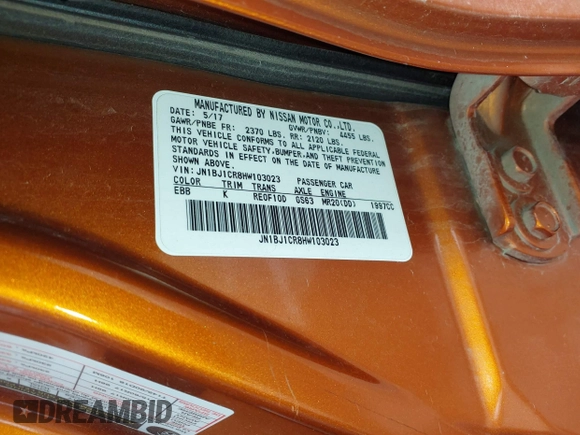 MANUFACTURED BY NISSAN MOTOR CO.,LTD.
DATE: 5/17 GVWR/PNBV: 4455 LBS.
GAWR/PNBE FR: 2370 LBS. RR: 2120 LBS.
THIS VEHICLE CONFORMS TO ALL APPLICABLE FEDERAL
MOTOR VEHICLE SAFETY,BUMPER,AND THEFT PREVENTION
STANDARDS IN EFFECT ON THE DATE OF MANUFACTURE
SHOWN ABOVE.
VIN: JN1BJ1CR8HW103023 PASSENGER CAR
COLOR TRIM TRANS AXLE ENGINE
EBB K RE0F10D GS63 MR20(DD) 1997CC
JN1BJ1CR8HW103023
DREAMBID